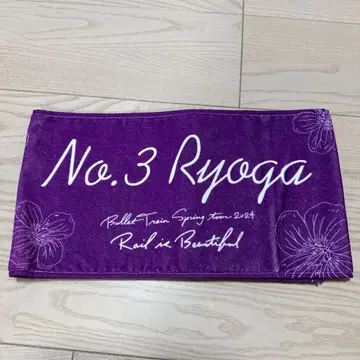 No.3 Ryoga
Bullet Train Spring tour 2024
Rail is Beautiful